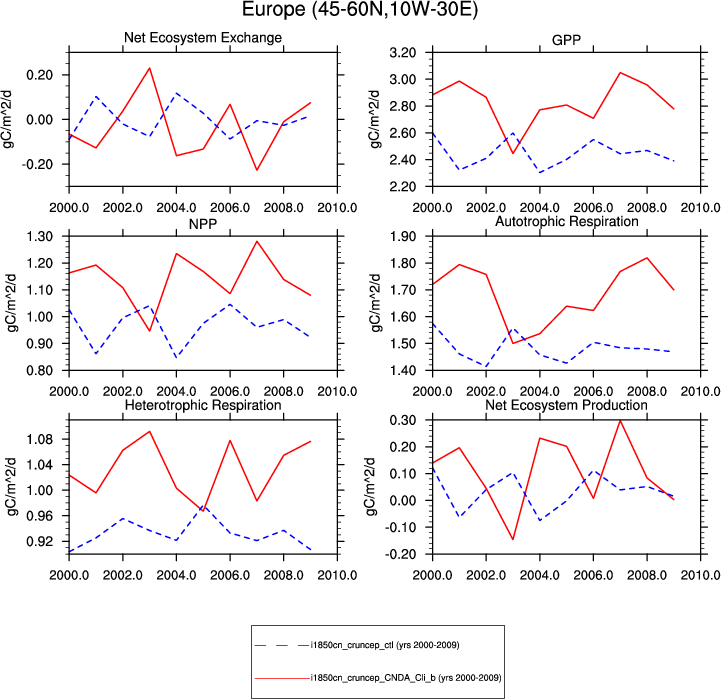 Europe (45-60N,10W-30E)
Net Ecosystem Exchange
GPP
gC/m^2/d
0.20
0.00
-0.20
2000.0 2002.0 2004.0 2006.0 2008.0 2010.0
gC/m^2/d
3.20
3.00
2.80
2.60
2.40
2.20
2000.0 2002.0 2004.0 2006.0 2008.0 2010.0
NPP
Autotrophic Respiration
gC/m^2/d
1.30
1.20
1.10
1.00
0.90
0.80
2000.0 2002.0 2004.0 2006.0 2008.0 2010.0
gC/m^2/d
1.90
1.80
1.70
1.60
1.50
1.40
2000.0 2002.0 2004.0 2006.0 2008.0 2010.0
Heterotrophic Respiration
Net Ecosystem Production
gC/m^2/d
1.08
1.04
1.00
0.96
0.92
2000.0 2002.0 2004.0 2006.0 2008.0 2010.0
gC/m^2/d
0.30
0.20
0.10
0.00
-0.10
-0.20
2000.0 2002.0 2004.0 2006.0 2008.0 2010.0
i1850cn_cruncep_ctl (yrs 2000-2009)
i1850cn_cruncep_CNDA_Cli_b (yrs 2000-2009)